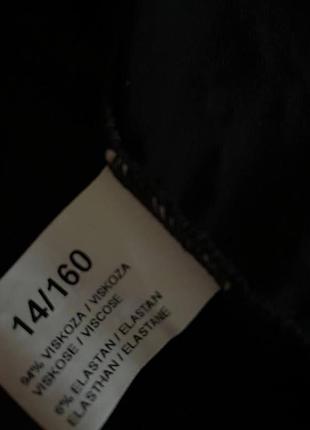 14/160
94% VISKOZA / VISKOZA
VISKOSE / VISCOSE
6% ELASTAN / ELASTAN
ELASTHAN / ELASTANE